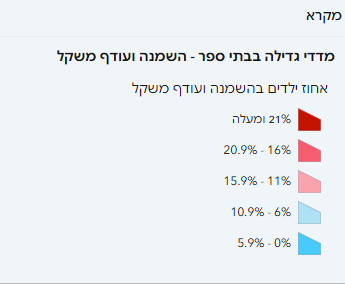 מקרא
מדדי גדילה בבתי ספר - השמנה ועודף משקל
אחוז ילדים בהשמנה ועודף משקל
21% ומעלה
16% - 20.9%
11% - 15.9%
6% - 10.9%
0% - 5.9%